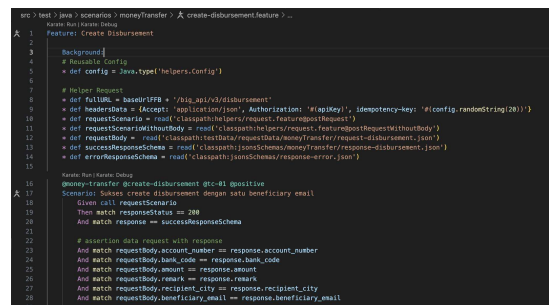 src > test > java > scenarios > moneyTransfer > create-disbursement.feature > ...
Karate: Run | Karate: Debug
1 Feature: Create Disbursement
2
3 Background:
4 # Reusable Config
5 * def config = Java.type('helpers.Config')
6
7 # Helper Request
8 * def fullURL = baseUrlFFB + '/big_api/v3/disbursement'
9 * def headersData = {Accept: 'application/json', Authorization: '#(apiKey)', idempotency-key: '#(config.randomString(20))'}
10 * def requestScenario = read('classpath:helpers/request.feature@postRequest')
11 * def requestScenarioWithoutBody = read('classpath:helpers/request.feature@postRequestWithoutBody')
12 * def requestBody = read('classpath:testData/requestData/moneyTransfer/request-disbursement.json')
13 * def successResponseSchema = read('classpath:jsonsSchemas/moneyTransfer/response-disbursement.json')
14 * def errorResponseSchema = read('classpath:jsonsSchemas/response-error.json')
15
Karate: Run | Karate: Debug
16 @money-transfer @create-disbursement @tc-01 @positive
17 Scenario: Sukses create disbursement dengan satu beneficiary email
18 Given call requestScenario
19 Then match responseStatus == 200
20 And match response == successResponseSchema
21
22 # assertion data request with response
23 And match requestBody.account_number == response.account_number
24 And match requestBody.bank_code == response.bank_code
25 And match requestBody.amount == response.amount
26 And match requestBody.remark == response.remark
27 And match requestBody.recipient_city == response.recipient_city
28 And match requestBody.beneficiary_email == response.beneficiary_email